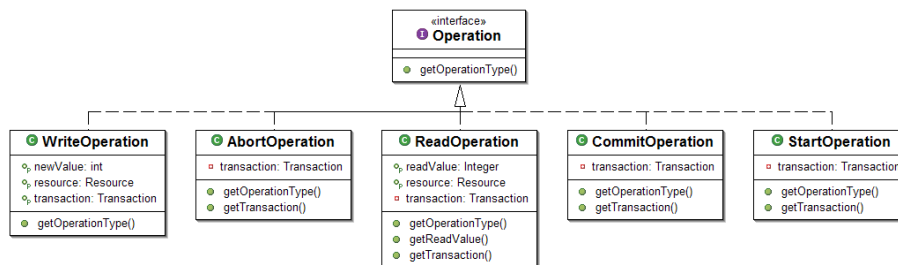 «interface»
I Operation
getOperationType()
C WriteOperation
P newValue: int
P resource: Resource
P transaction: Transaction
getOperationType()
C AbortOperation
transaction: Transaction
getOperationType()
getTransaction()
C ReadOperation
P readValue: Integer
P resource: Resource
transaction: Transaction
getOperationType()
getReadValue()
getTransaction()
C CommitOperation
transaction: Transaction
getOperationType()
getTransaction()
C StartOperation
transaction: Transaction
getOperationType()
getTransaction()